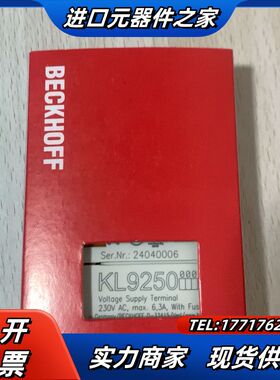 进口元器件之家
BECKHOFF
Ser.Nr.: 24040006
KL9250
Voltage Supply Terminal
230V AC, max. 6,3A, With Fus
开
票
TEL:1771762
实力商家 现货供